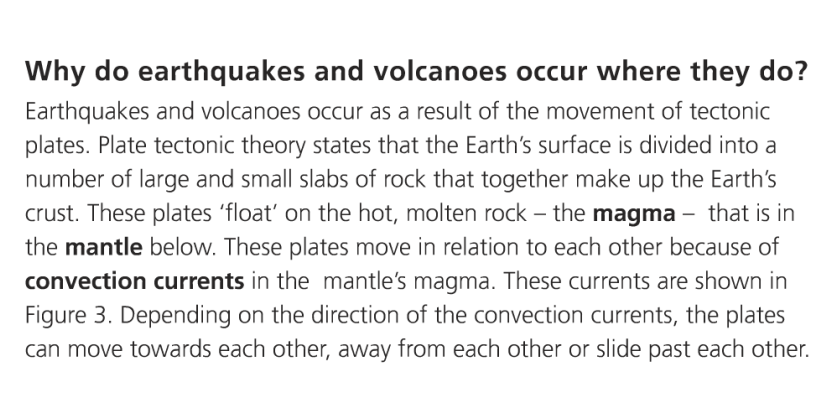 Why do earthquakes and volcanoes occur where they do?
Earthquakes and volcanoes occur as a result of the movement of tectonic
plates. Plate tectonic theory states that the Earth’s surface is divided into a
number of large and small slabs of rock that together make up the Earth’s
crust. These plates ‘float’ on the hot, molten rock – the magma – that is in
the mantle below. These plates move in relation to each other because of
convection currents in the mantle’s magma. These currents are shown in
Figure 3. Depending on the direction of the convection currents, the plates
can move towards each other, away from each other or slide past each other.